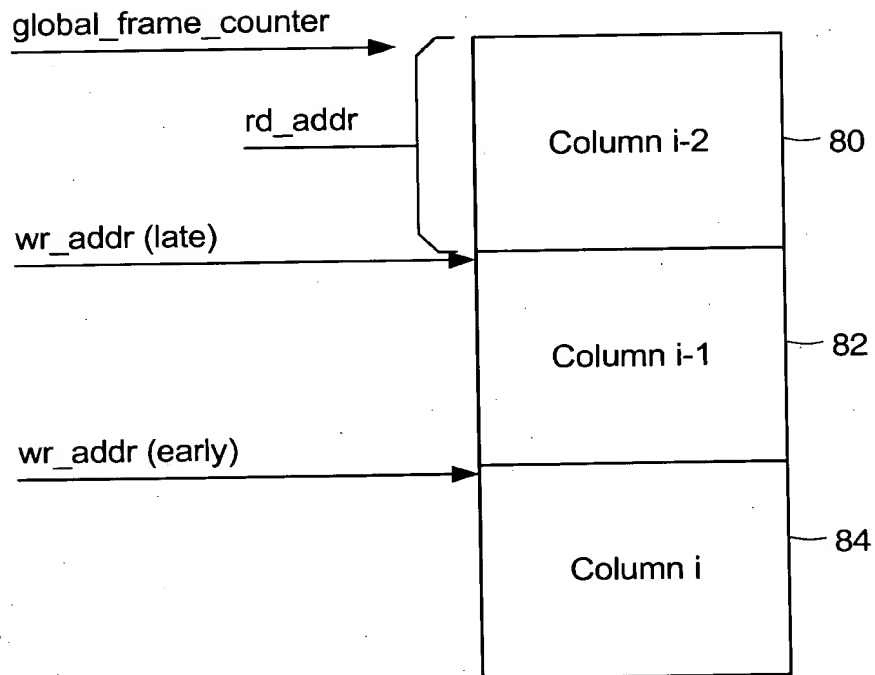 global_frame_counter
rd_addr
Column i-2
80
wr_addr (late)
Column i-1
82
wr_addr (early)
Column i
84